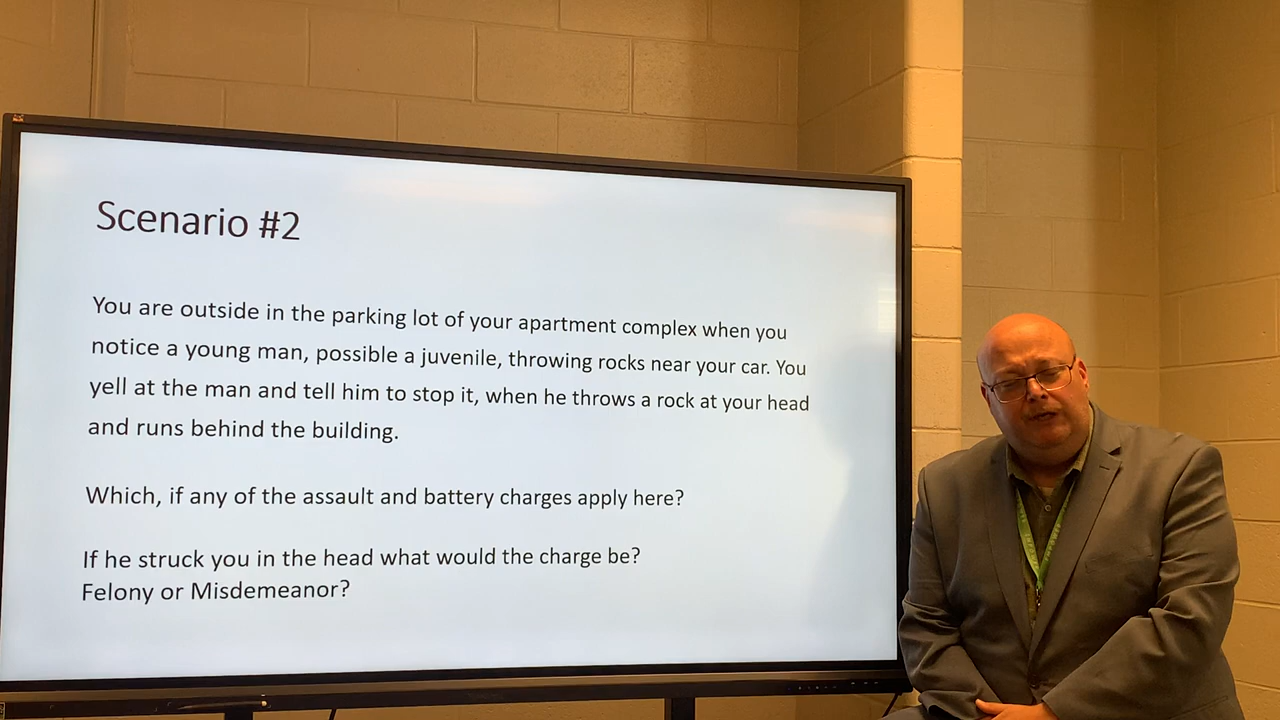 Scenario #2
You are outside in the parking lot of your apartment complex when you
notice a young man, possible a juvenile, throwing rocks near your car. You
yell at the man and tell him to stop it, when he throws a rock at your head
and runs behind the building.
Which, if any of the assault and battery charges apply here?
If he struck you in the head what would the charge be?
Felony or Misdemeanor?